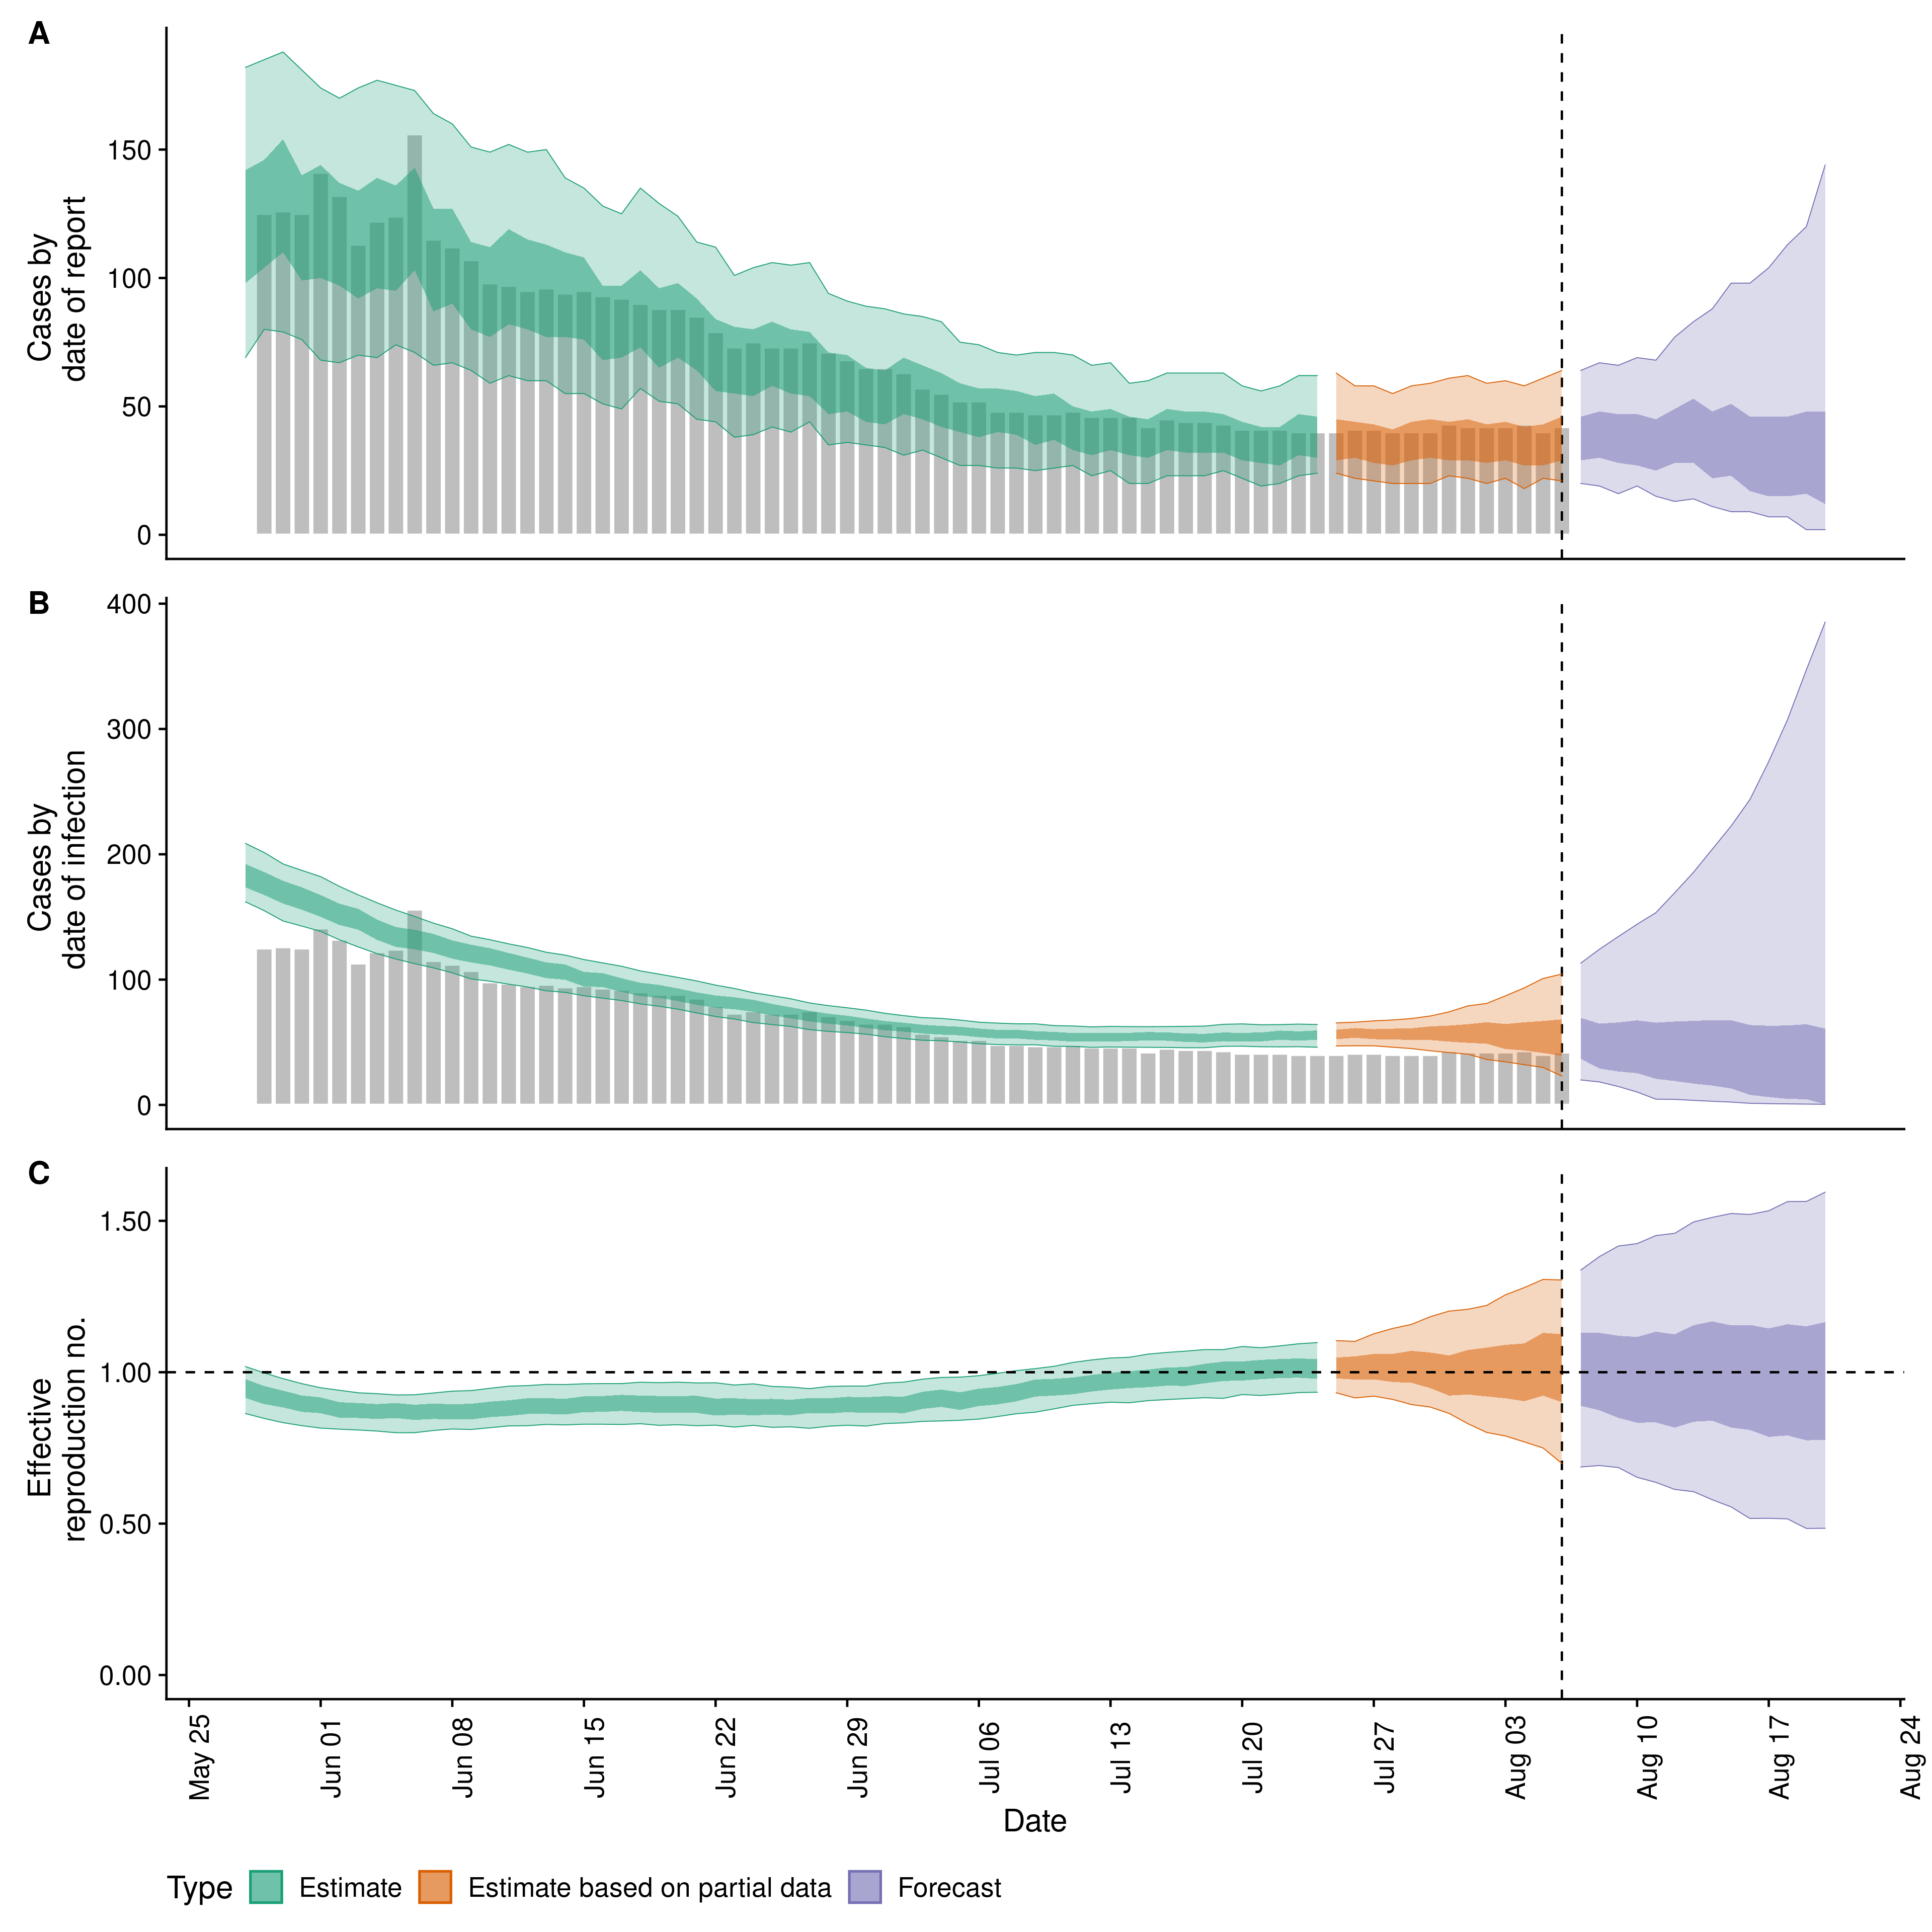 A
Cases by
date of report
150
100
50
0
B
Cases by
date of infection
400
300
200
100
0
C
Effective
reproduction no.
1.50
1.00
0.50
0.00
May 25
Jun 01
Jun 08
Jun 15
Jun 22
Jun 29
Jul 06
Jul 13
Jul 20
Jul 27
Aug 03
Aug 10
Aug 17
Aug 24
Date
Type Estimate Estimate based on partial data Forecast